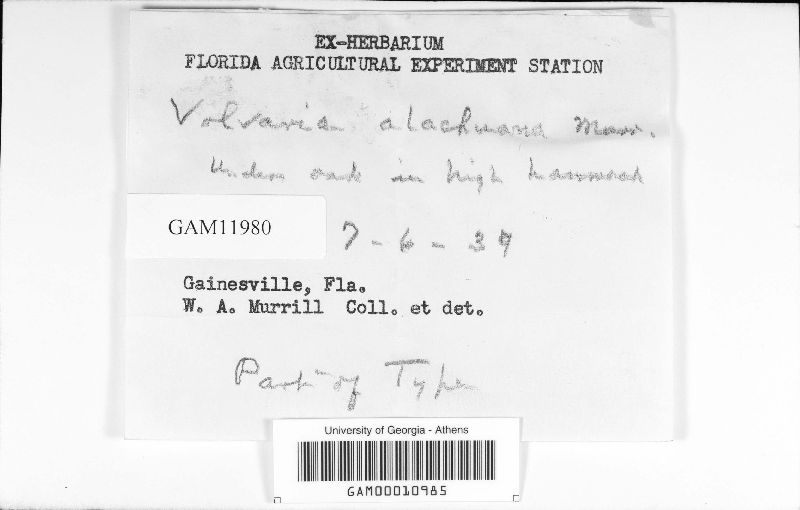 EX-HERBARIUM
FLORIDA AGRICULTURAL EXPERIMENT STATION
Volvaria alachuana Murr.
Under oak in high hammock
GAM11980
7-6-39
Gainesville, Fla.
W. A. Murrill Coll. et det.
Part of Type
University of Georgia - Athens
GAM00010985